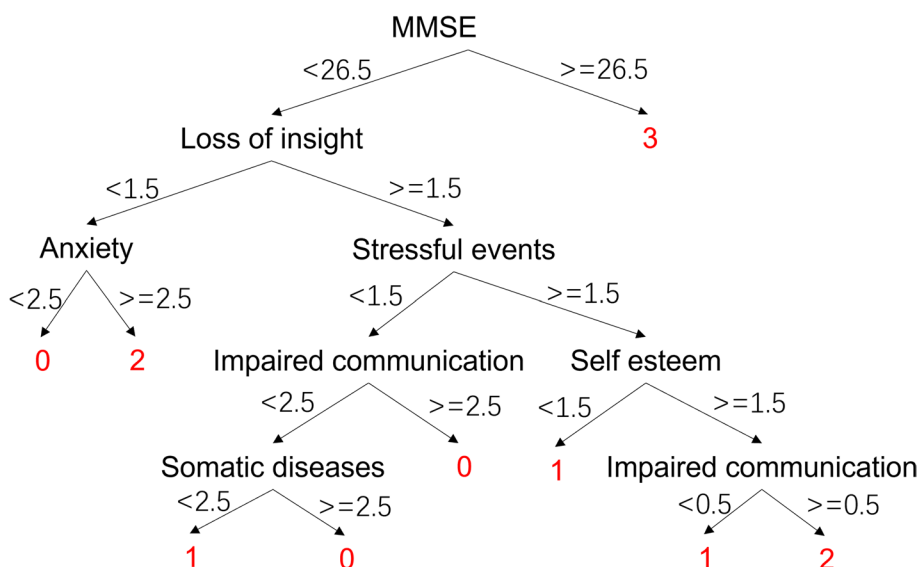 MMSE
<26.5 >=26.5
Loss of insight 3
<1.5 >=1.5
Anxiety Stressful events
<2.5 >=2.5 <1.5 >=1.5
0 2 Impaired communication Self esteem
<2.5 >=2.5 <1.5 >=1.5
Somatic diseases 0 1 Impaired communication
<2.5 >=2.5 <0.5 >=0.5
1 0 1 2